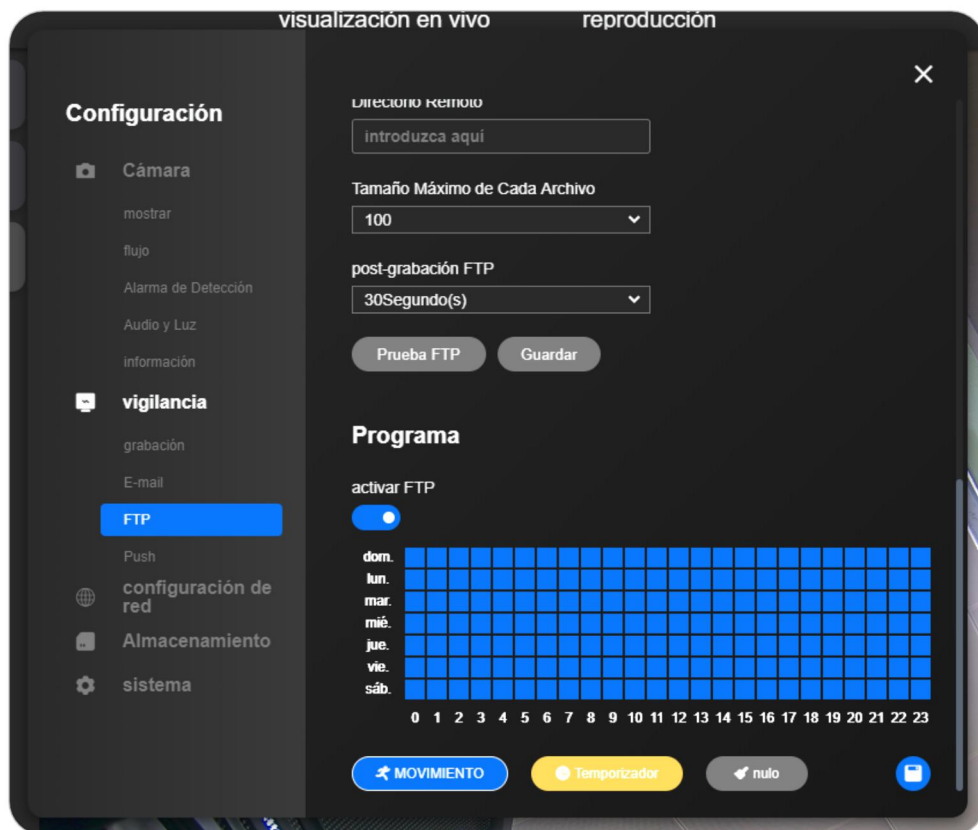 visualización en vivo
reproducción
Configuración
Cámara
mostrar
flujo
Alarma de Detección
Audio y Luz
información
vigilancia
grabación
E-mail
FTP
Push
configuración de
red
Almacenamiento
sistema
Directorio Remoto
introduzca aquí
Tamaño Máximo de Cada Archivo
100
post-grabación FTP
30Segundo(s)
Prueba FTP
Guardar
Programa
activar FTP
dom.
lun.
mar.
mié.
jue.
vie.
sáb.
0 1 2 3 4 5 6 7 8 9 10 11 12 13 14 15 16 17 18 19 20 21 22 23
MOVIMIENTO
Temporizador
nulo